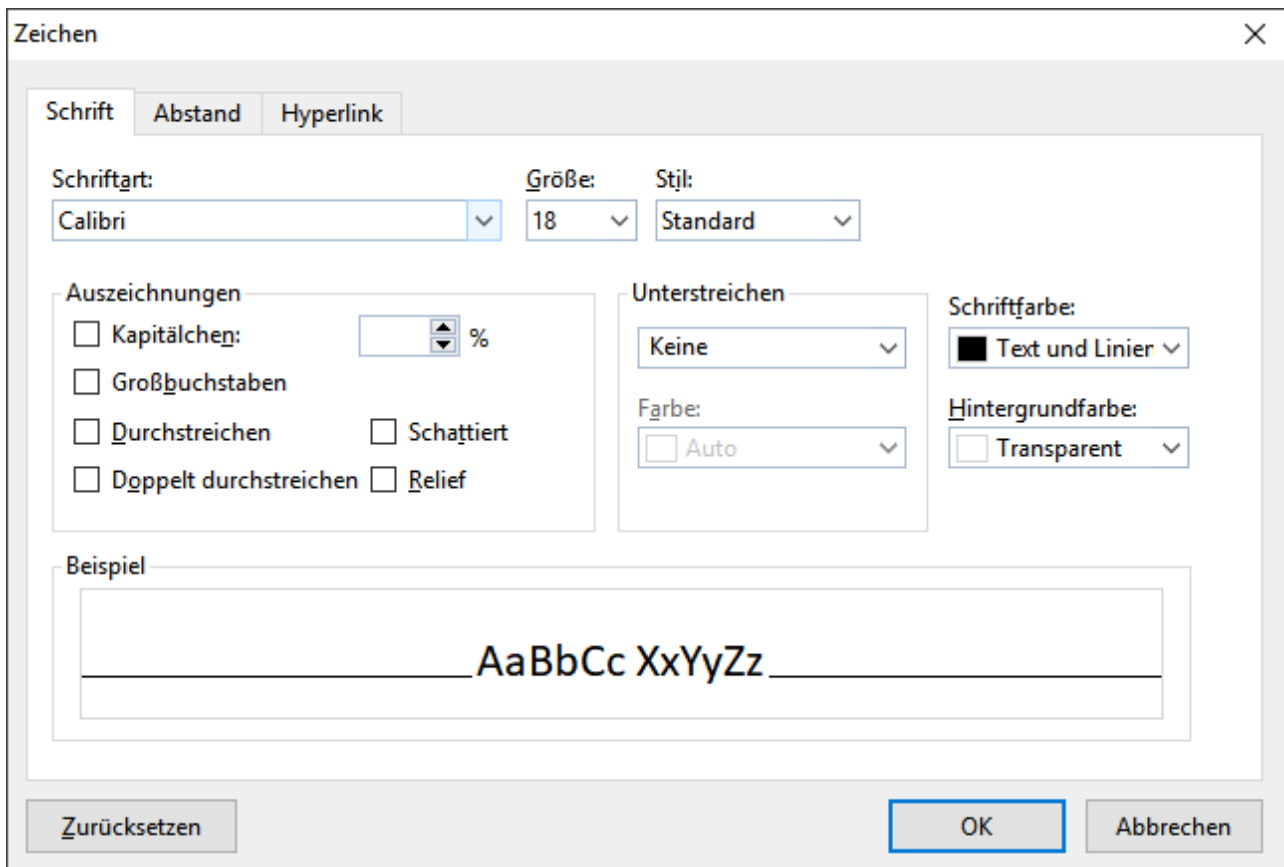 Zeichen
Schrift Abstand Hyperlink
Schriftart: Größe: Stil:
Calibri 18 Standard
Auszeichnungen Unterstreichen
Schriftfarbe:
Kapitälchen: % Keine Text und Linien
Großbuchstaben
Farbe: Hintergrundfarbe:
Durchstreichen Schattiert Auto Transparent
Doppelt durchstreichen Relief
Beispiel
AaBbCc XxYyZz
Zurücksetzen OK Abbrechen